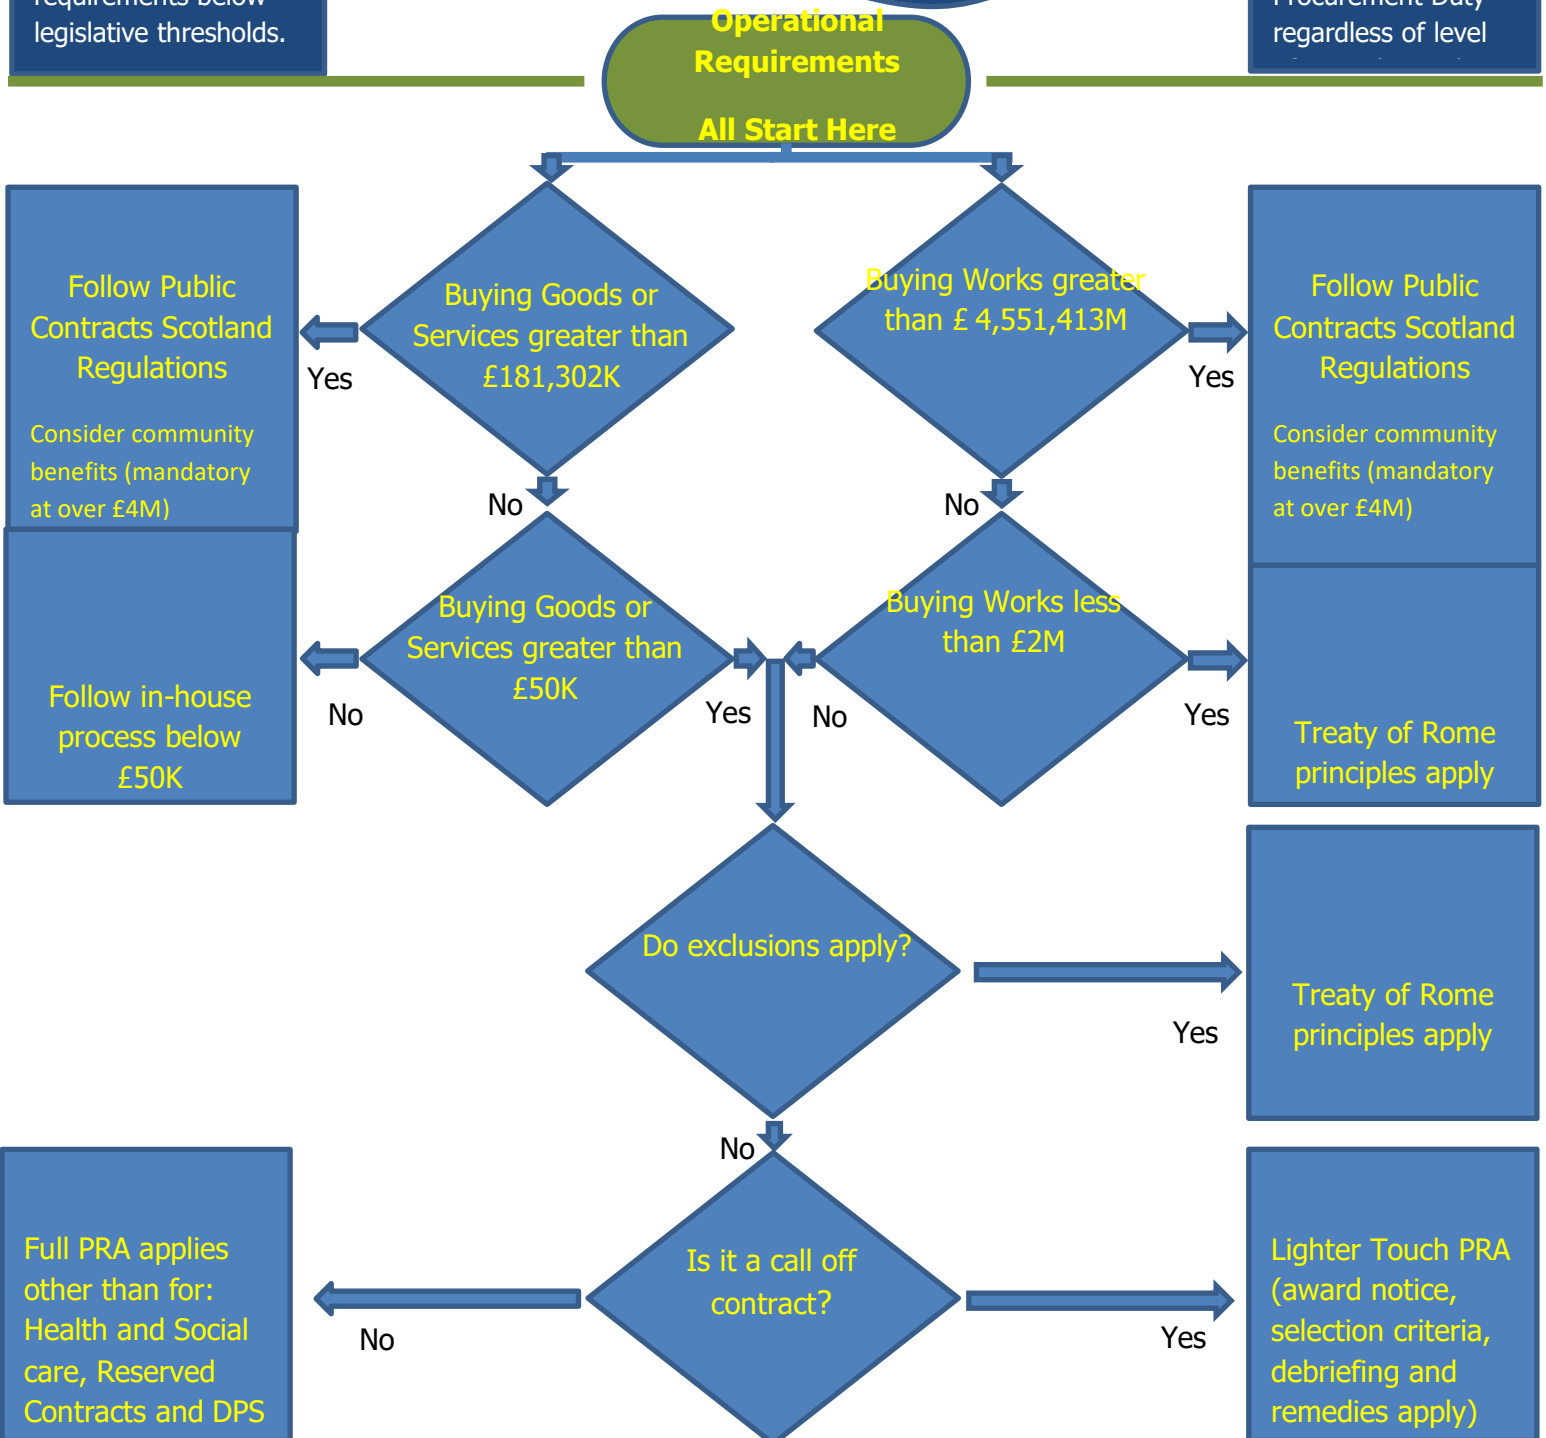 requirements below
legislative thresholds.
Operational
Requirements
All Start Here
Procurement Duty
regardless of level
Follow Public
Contracts Scotland
Regulations
Consider community
benefits (mandatory
at over £4M)
Yes
Buying Goods or
Services greater than
£181,302K
Buying Works greater
than £ 4,551,413M
Yes
Follow Public
Contracts Scotland
Regulations
Consider community
benefits (mandatory
at over £4M)
No
No
Follow in-house
process below
£50K
No
Buying Goods or
Services greater than
£50K
Yes
No
Buying Works less
than £2M
Yes
Treaty of Rome
principles apply
Do exclusions apply?
Yes
Treaty of Rome
principles apply
No
Full PRA applies
other than for:
Health and Social
care, Reserved
Contracts and DPS
No
Is it a call off
contract?
Yes
Lighter Touch PRA
(award notice,
selection criteria,
debriefing and
remedies apply)